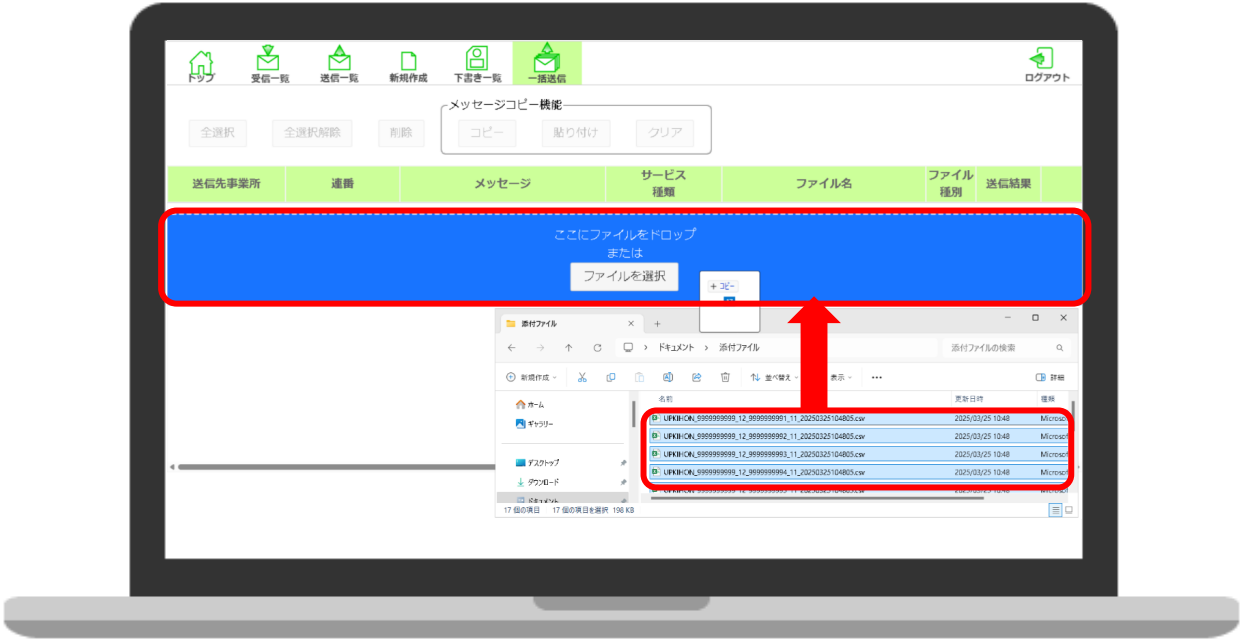 トップ 受信一覧 送信一覧 新規作成 下書き一覧 一括送信 ログアウト
メッセージコピー機能
全選択 全選択解除 削除 コピー 貼り付け クリア
送信先事業所 連番 メッセージ サービス種類 ファイル名 ファイル種別 送信結果
ここにファイルをドロップ
または
ファイルを選択
+ コピー
添付ファイル
ドキュメント › 添付ファイル 添付ファイルの検索
新規作成 並べ替え 表示 ... 詳細
名前 更新日時 種類
ホーム
ギャラリー
デスクトップ
ダウンロード
ドキュメント
UPKIHON_9999999999_12_9999999991_11_20250325104805.csv 2025/03/25 10:48 Microsof
UPKIHON_9999999999_12_9999999992_11_20250325104805.csv 2025/03/25 10:48 Microsof
UPKIHON_9999999999_12_9999999993_11_20250325104805.csv 2025/03/25 10:48 Microsof
UPKIHON_9999999999_12_9999999994_11_20250325104805.csv 2025/03/25 10:48 Microsof
17 個の項目 17 個の項目を選択 198 KB